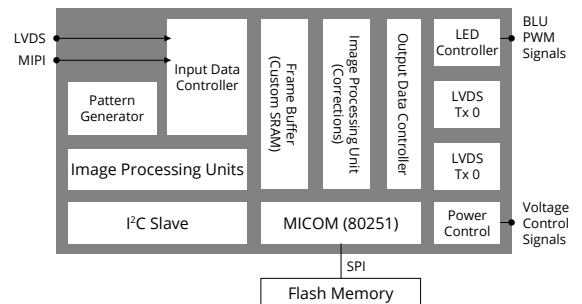 LVDS
MIPI
Input Data
Controller
Pattern
Generator
Image Processing Units
I²C Slave
Frame Buffer
(Custom SRAM)
Image Processing Unit
(Corrections)
Output Data Controller
LED
Controller
LVDS
Tx 0
LVDS
Tx 0
MICOM (80251)
Power
Control
BLU
PWM
Signals
Voltage
Control
Signals
SPI
Flash Memory